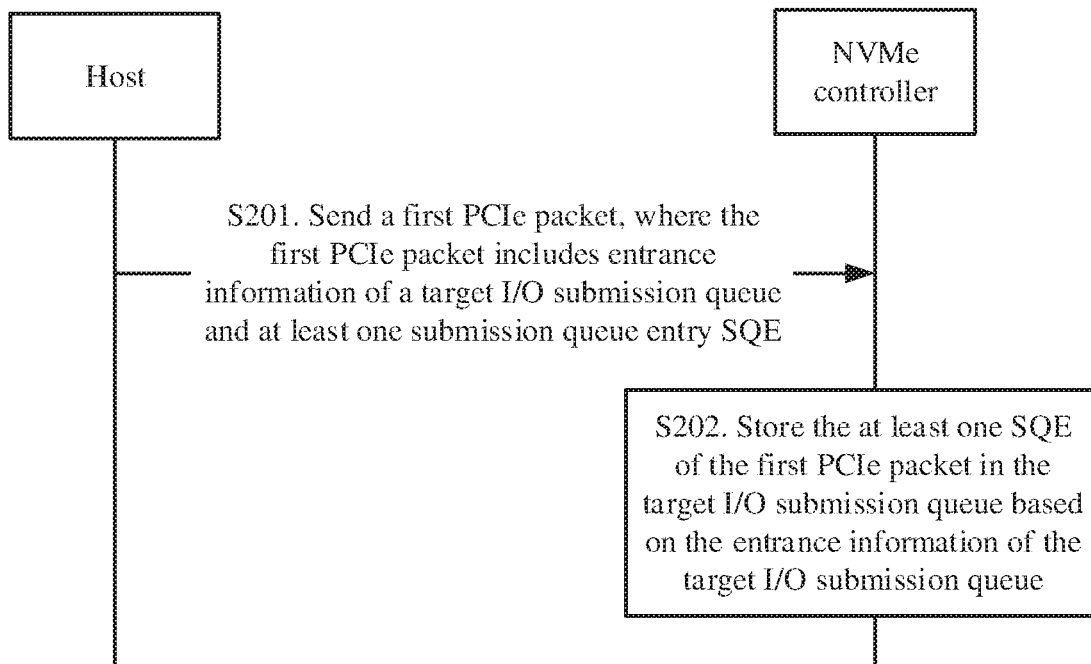 Host
NVMe
controller
S201. Send a first PCIe packet, where the
first PCIe packet includes entrance
information of a target I/O submission queue
and at least one submission queue entry SQE
S202. Store the at least one SQE
of the first PCIe packet in the
target I/O submission queue based
on the entrance information of the
target I/O submission queue